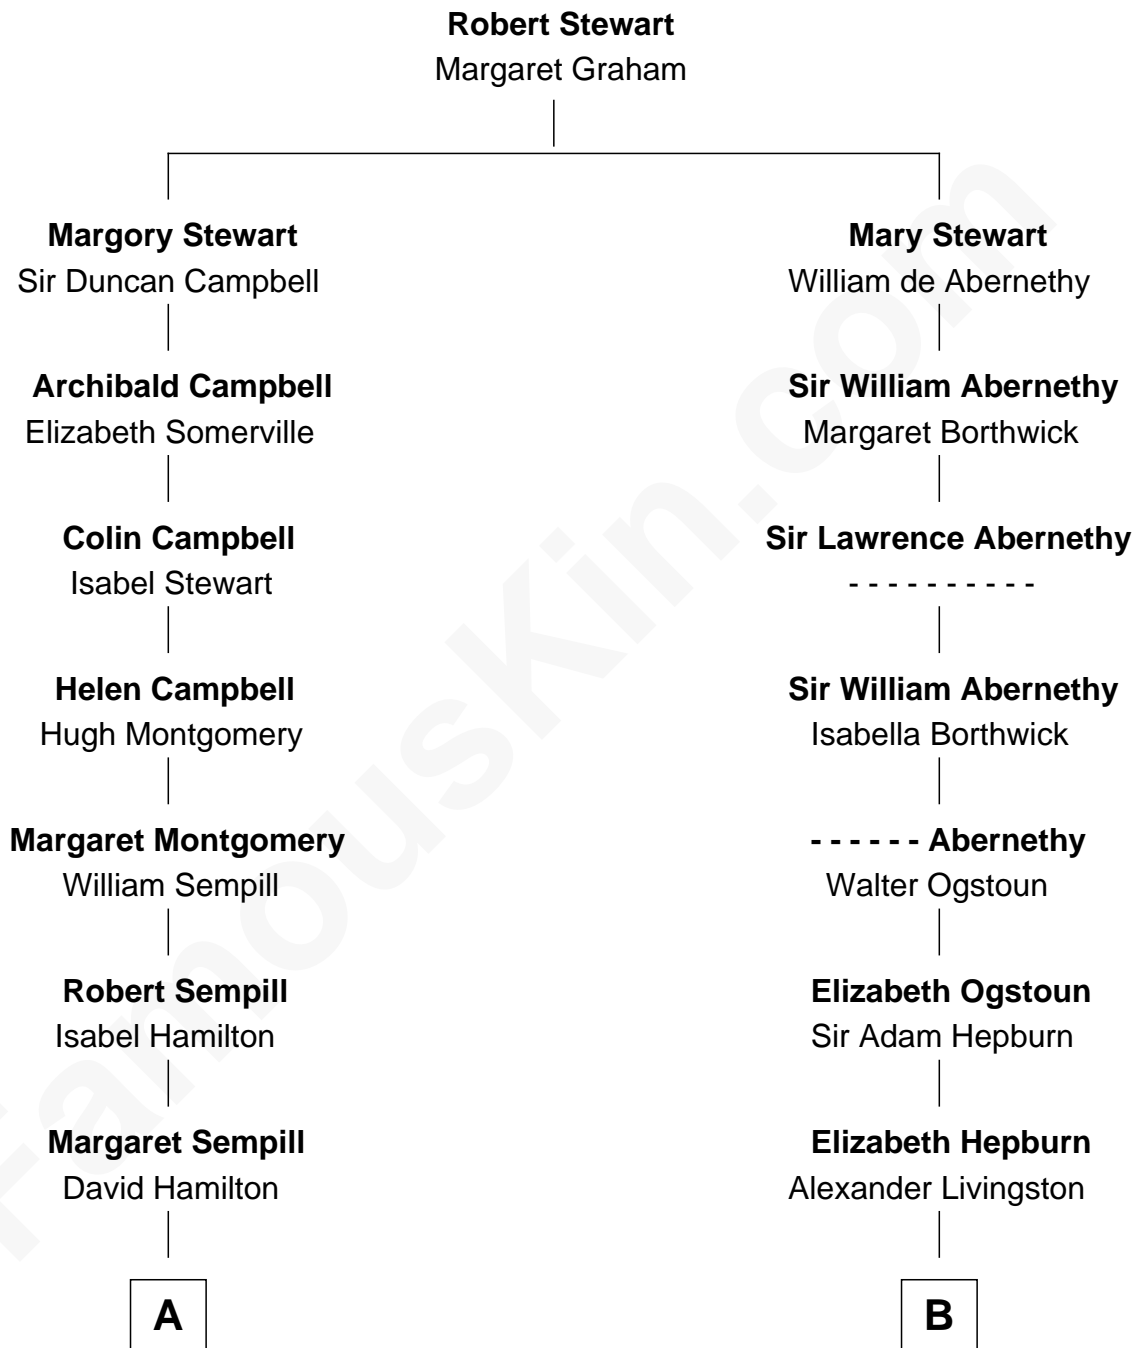 Robert Stewart
Margaret Graham
Margory Stewart
Sir Duncan Campbell
Mary Stewart
William de Abernethy
Archibald Campbell
Elizabeth Somerville
Sir William Abernethy
Margaret Borthwick
Colin Campbell
Isabel Stewart
Sir Lawrence Abernethy
- - - - - - - - - -
Helen Campbell
Hugh Montgomery
Sir William Abernethy
Isabella Borthwick
Margaret Montgomery
William Sempill
- - - - - - Abernethy
Walter Ogstoun
Robert Sempill
Isabel Hamilton
Elizabeth Ogstoun
Sir Adam Hepburn
Margaret Sempill
David Hamilton
Elizabeth Hepburn
Alexander Livingston
A
B
FamousKin.com